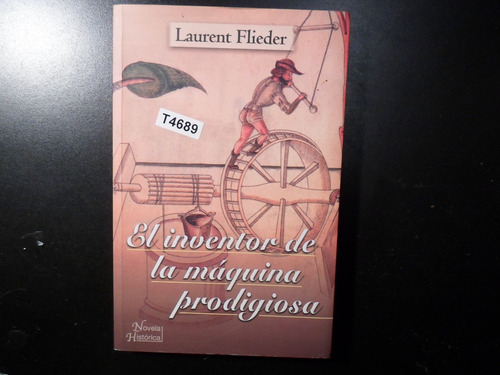 Laurent Flieder
T4689
El inventor de
la máquina
prodigiosa
Novela
Histórica